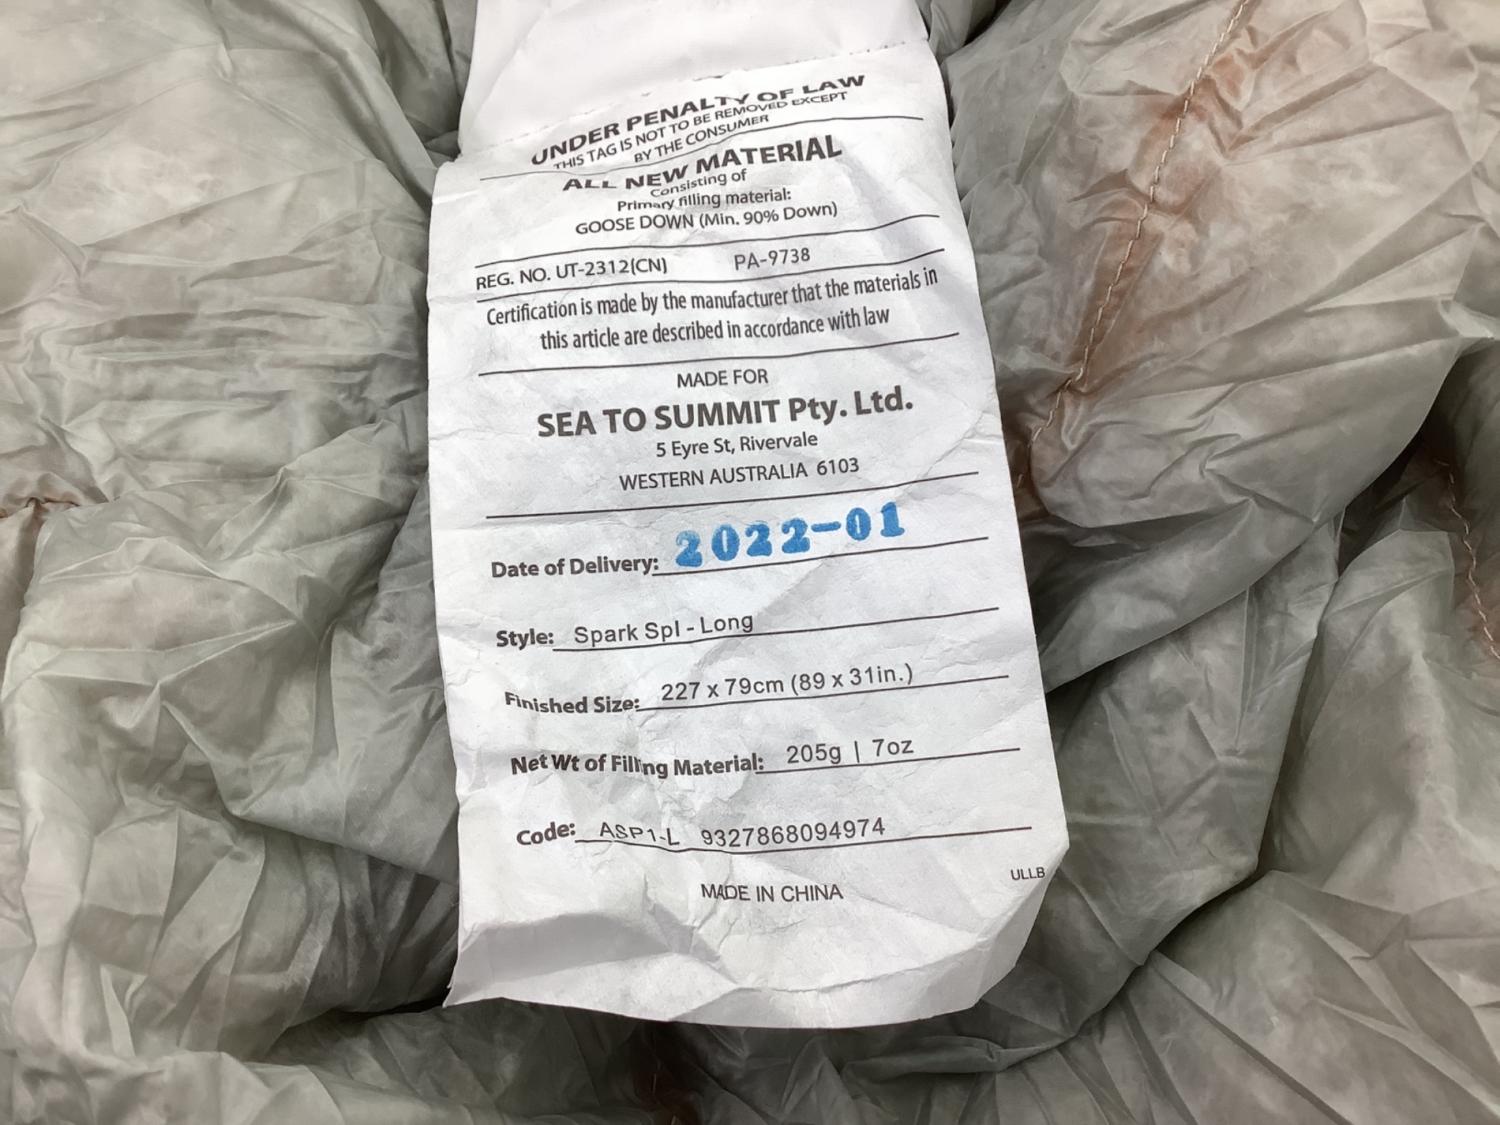 UNDER PENALTY OF LAW
THIS TAG IS NOT TO BE REMOVED EXCEPT
BY THE CONSUMER
ALL NEW MATERIAL
Consisting of
Primary filling material:
GOOSE DOWN (Min. 90% Down)
REG. NO. UT-2312(CN) PA-9738
Certification is made by the manufacturer that the materials in
this article are described in accordance with law
MADE FOR
SEA TO SUMMIT Pty. Ltd.
5 Eyre St, Rivervale
WESTERN AUSTRALIA 6103
Date of Delivery: 2022-01
Style: Spark Spl - Long
Finished Size: 227 x 79cm (89 x 31in.)
Net Wt of Filling Material: 205g | 7oz
Code: ASP1-L 9327868094974
MADE IN CHINA
ULLB